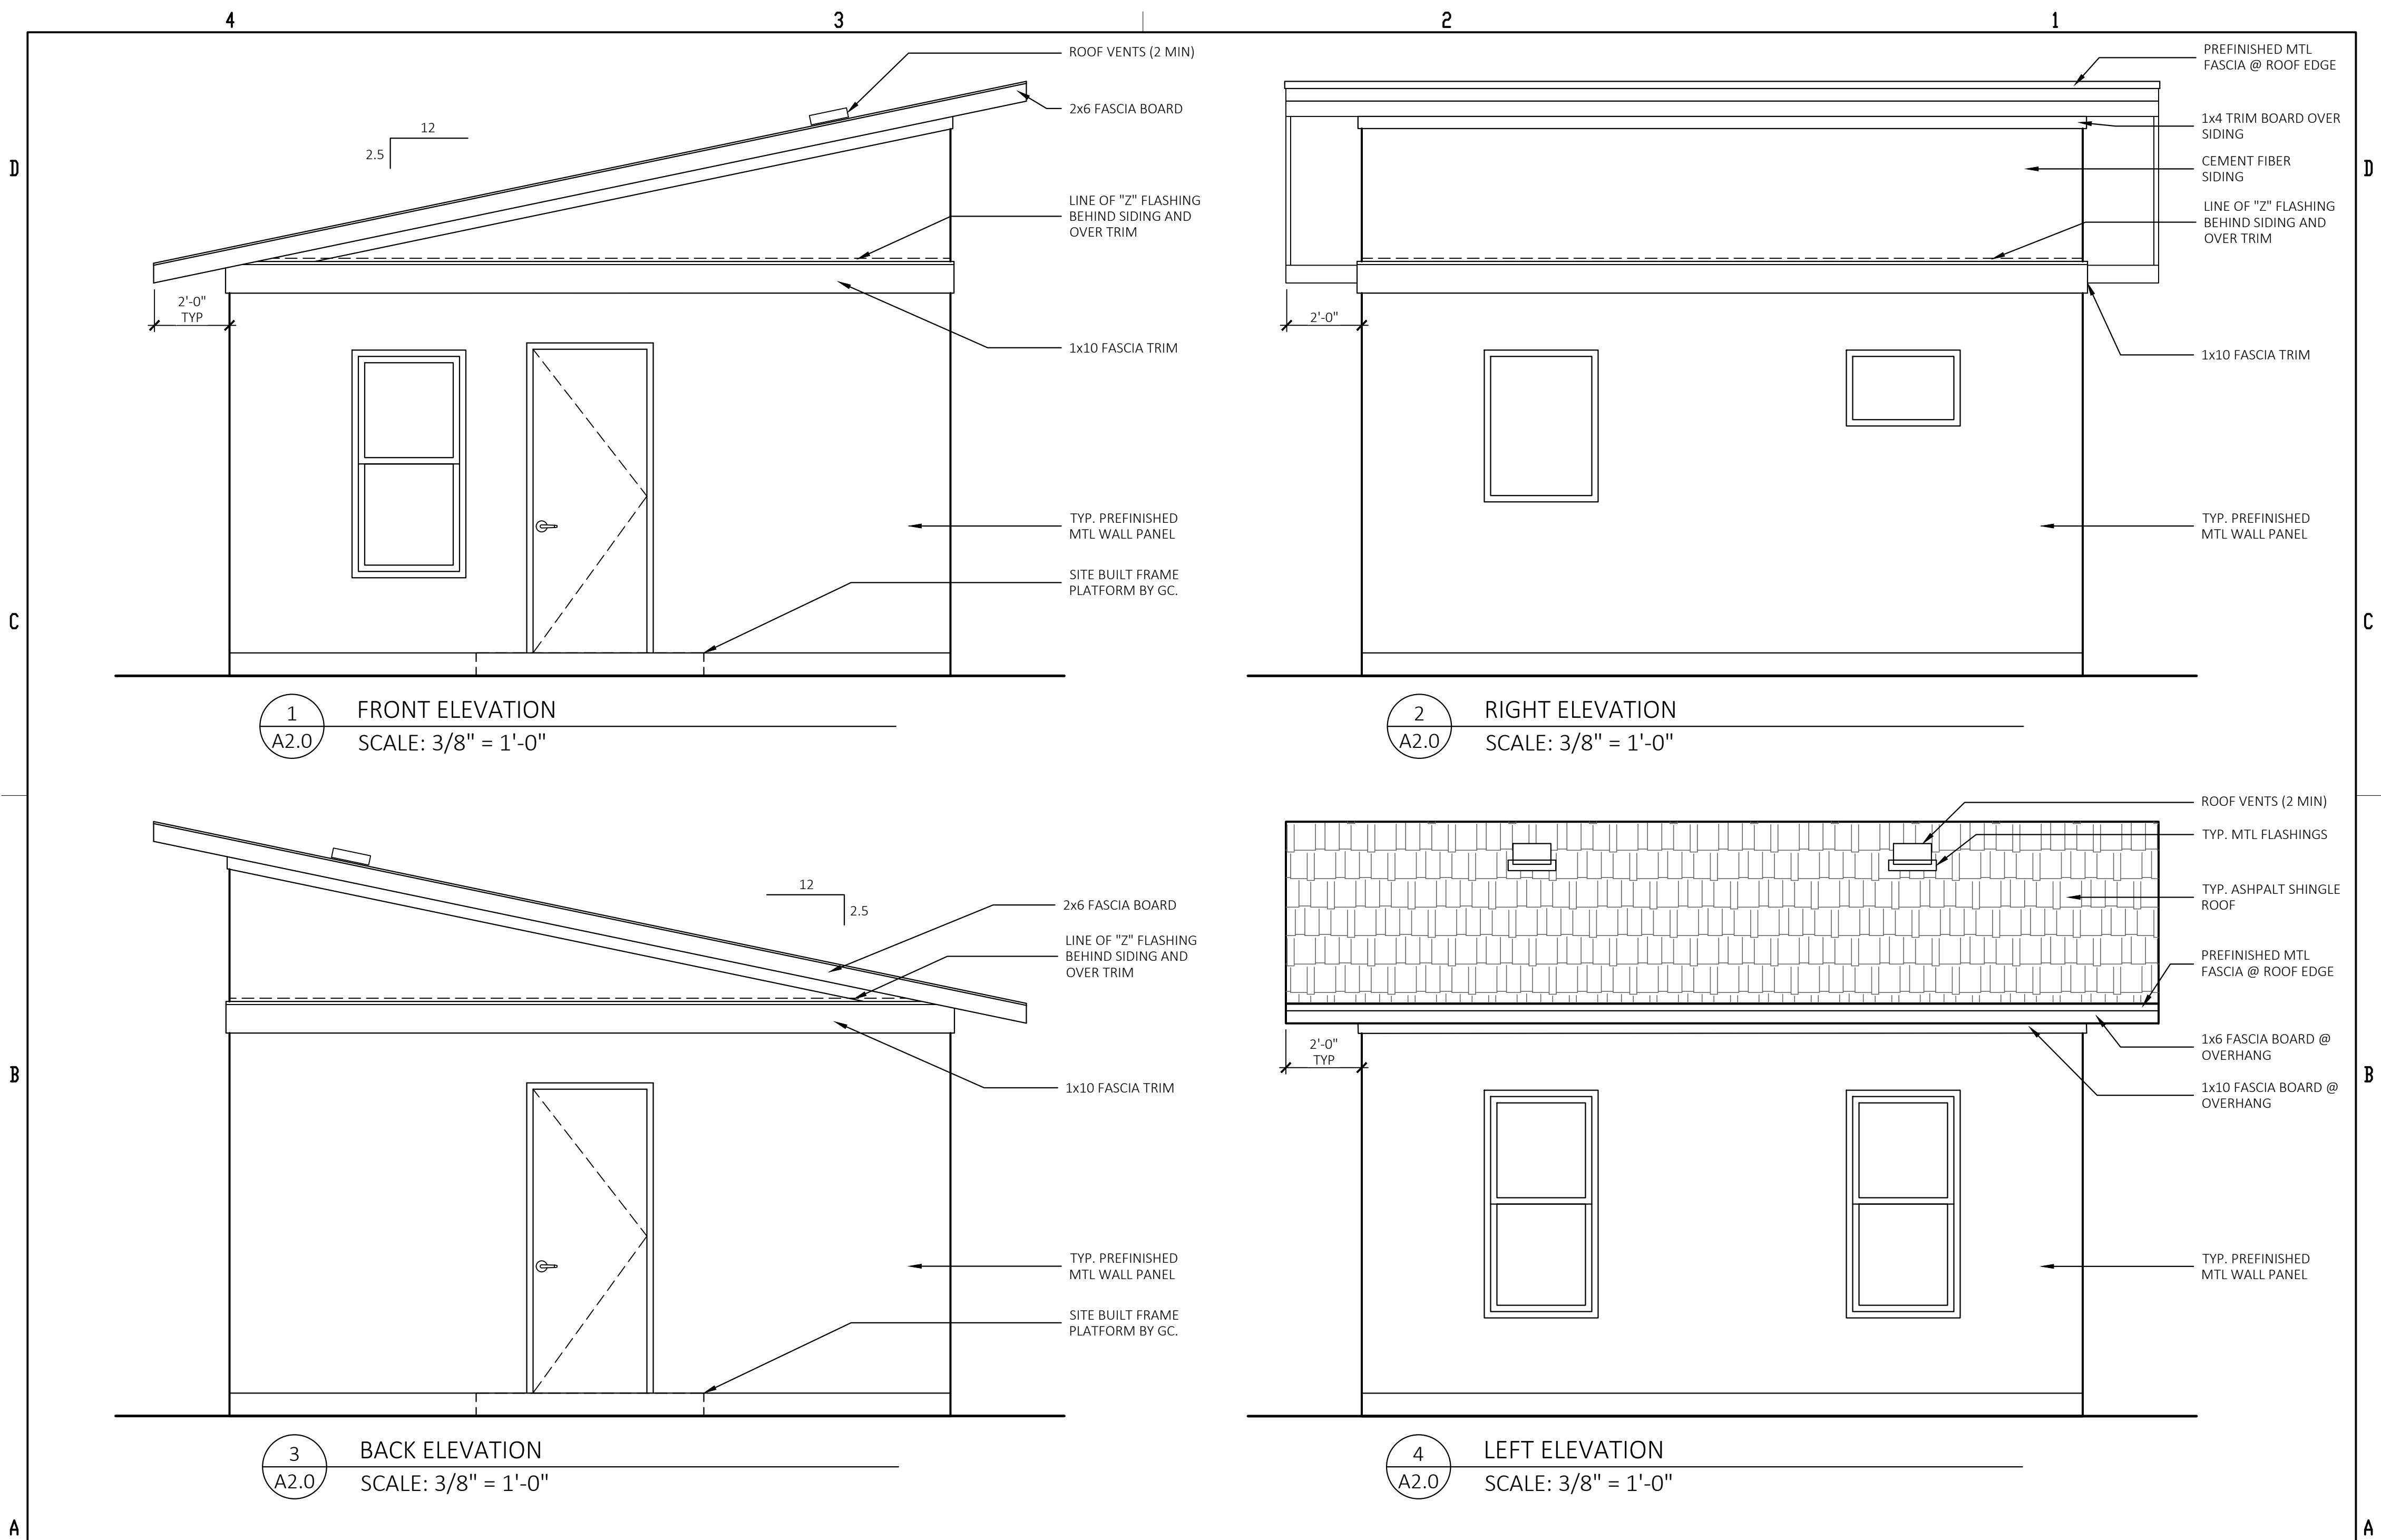 4 3 2 1
D
D
ROOF VENTS (2 MIN)
2x6 FASCIA BOARD
12
2.5
LINE OF "Z" FLASHING
BEHIND SIDING AND
OVER TRIM
2'-0"
TYP
1x10 FASCIA TRIM
TYP. PREFINISHED
MTL WALL PANEL
SITE BUILT FRAME
PLATFORM BY GC.
1
A2.0
FRONT ELEVATION
SCALE: 3/8" = 1'-0"
PREFINISHED MTL
FASCIA @ ROOF EDGE
1x4 TRIM BOARD OVER
SIDING
CEMENT FIBER
SIDING
LINE OF "Z" FLASHING
BEHIND SIDING AND
OVER TRIM
2'-0"
1x10 FASCIA TRIM
TYP. PREFINISHED
MTL WALL PANEL
C
C
2
A2.0
RIGHT ELEVATION
SCALE: 3/8" = 1'-0"
12
2.5
2x6 FASCIA BOARD
LINE OF "Z" FLASHING
BEHIND SIDING AND
OVER TRIM
1x10 FASCIA TRIM
TYP. PREFINISHED
MTL WALL PANEL
SITE BUILT FRAME
PLATFORM BY GC.
B
B
3
A2.0
BACK ELEVATION
SCALE: 3/8" = 1'-0"
ROOF VENTS (2 MIN)
TYP. MTL FLASHINGS
TYP. ASHPALT SHINGLE
ROOF
PREFINISHED MTL
FASCIA @ ROOF EDGE
1x6 FASCIA BOARD @
OVERHANG
1x10 FASCIA BOARD @
OVERHANG
2'-0"
TYP
TYP. PREFINISHED
MTL WALL PANEL
4
A2.0
LEFT ELEVATION
SCALE: 3/8" = 1'-0"
A
A